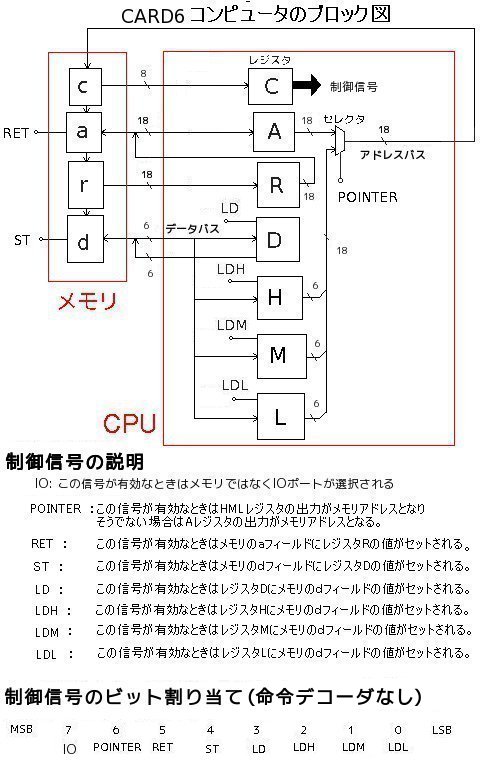 CARD6 コンピュータのブロック図
レジスタ
c
8
C
制御信号
RET
a
18
A
18
セレクタ
18
アドレスバス
r
18
R
18
POINTER
ST
d
6
データバス
LD
D
18
6
LDH
H
6
メモリ
LDM
M
6
LDL
L
6
CPU
制御信号の説明
IO: この信号が有効なときはメモリではなくIOポートが選択される
POINTER :この信号が有効なときはHMLレジスタの出力がメモリアドレスとなり
そうでない場合はAレジスタの出力がメモリアドレスとなる。
RET : この信号が有効なときはメモリのaフィールドにレジスタRの値がセットされる。
ST : この信号が有効なときはメモリのdフィールドにレジスタDの値がセットされる。
LD : この信号が有効なときはレジスタDにメモリのdフィールドの値がセットされる。
LDH : この信号が有効なときはレジスタHにメモリのdフィールドの値がセットされる。
LDM : この信号が有効なときはレジスタMにメモリのdフィールドの値がセットされる。
LDL : この信号が有効なときはレジスタLにメモリのdフィールドの値がセットされる。
制御信号のビット割り当て(命令デコーダなし)
MSB 7 6 5 4 3 2 1 0 LSB
IO POINTER RET ST LD LDH LDM LDL